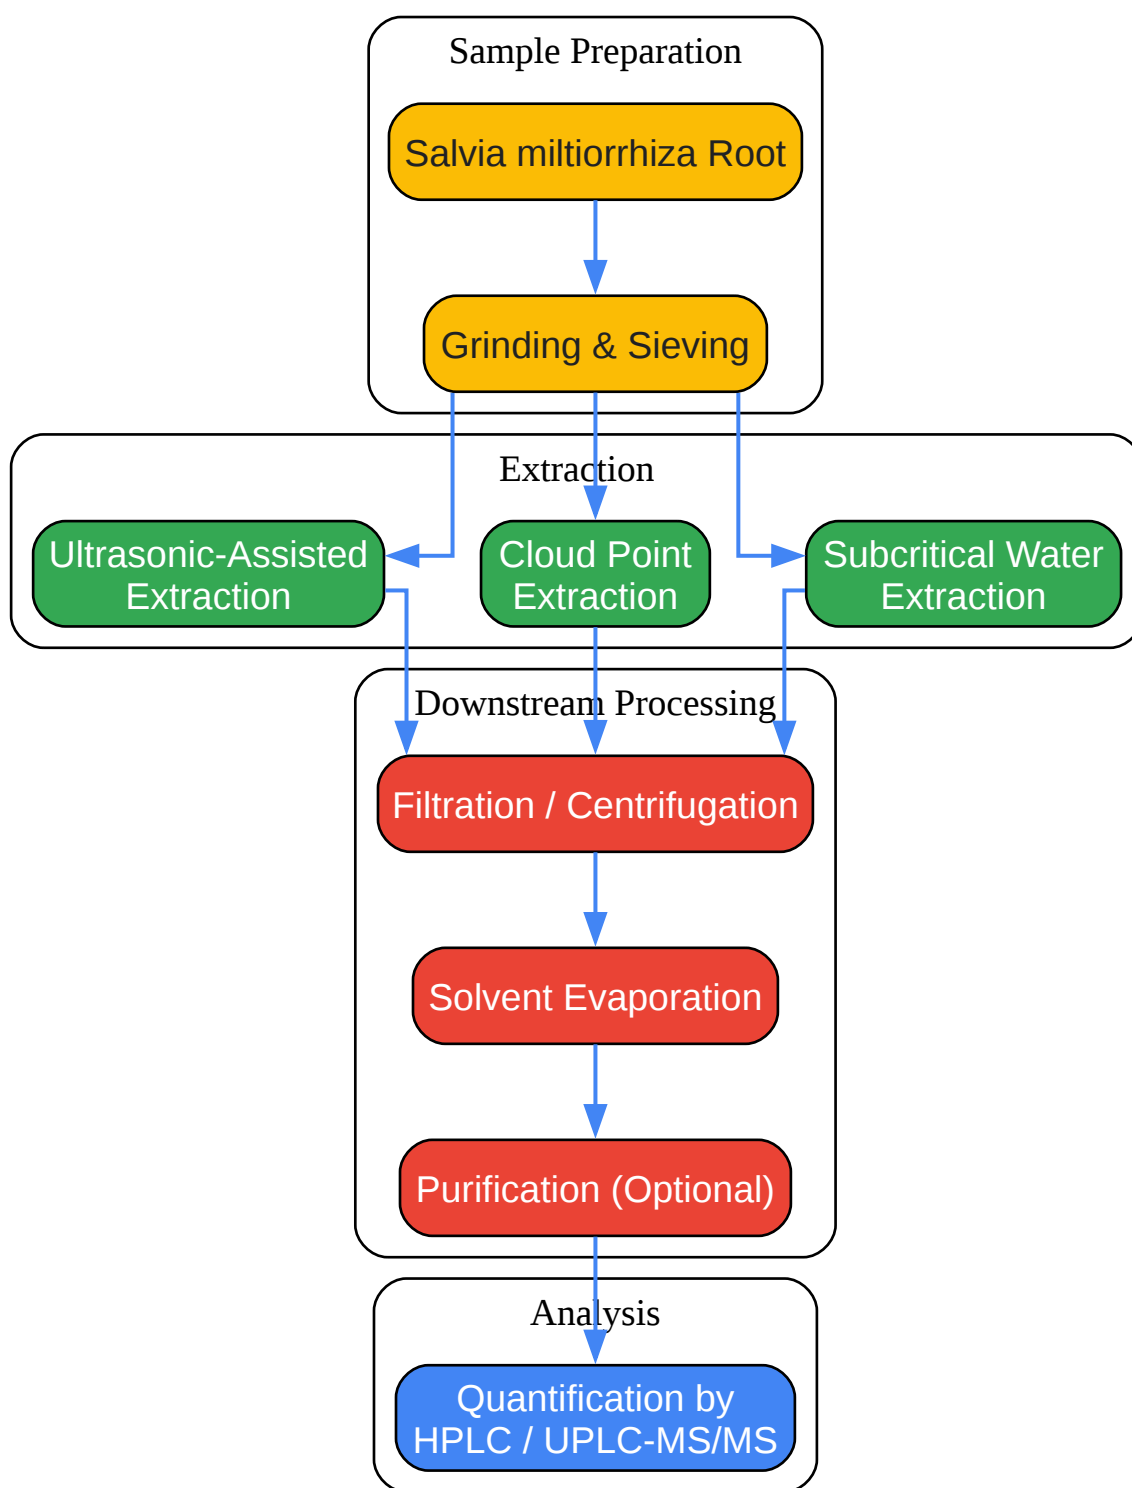 Sample Preparation
Salvia miltiorrhiza Root
Grinding & Sieving
Extraction
Ultrasonic-Assisted
Extraction
Cloud Point
Extraction
Subcritical Water
Extraction
Downstream Processing
Filtration / Centrifugation
Solvent Evaporation
Purification (Optional)
Analysis
Quantification by
HPLC / UPLC-MS/MS